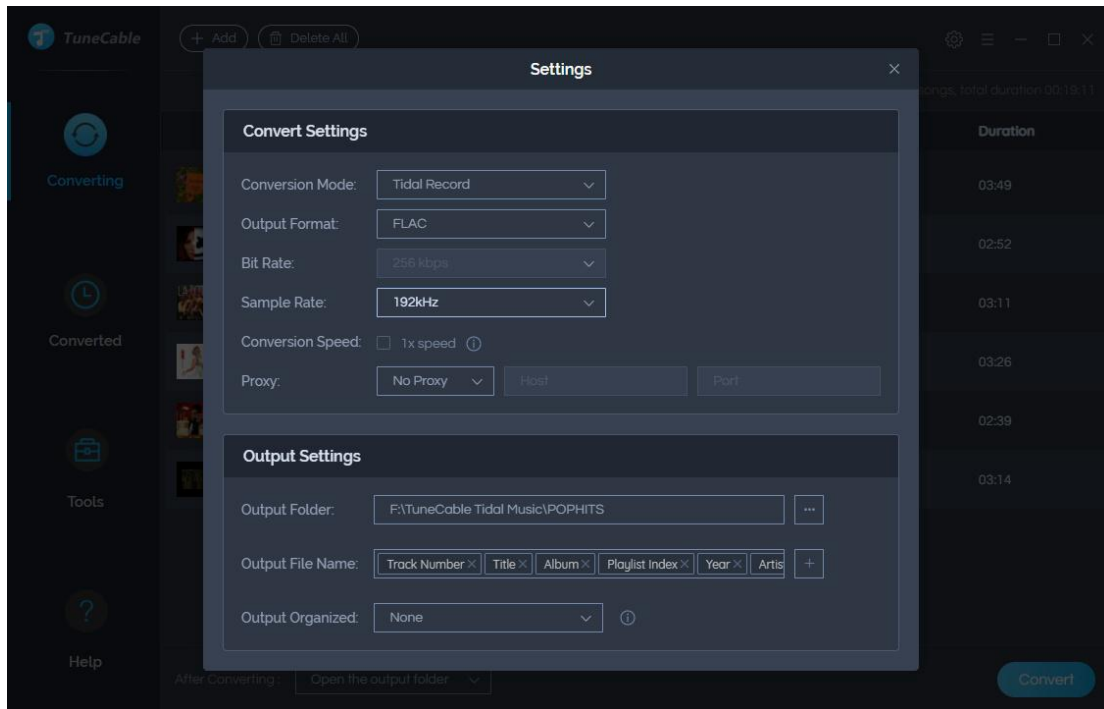 TuneCable
+ Add
Delete All
Settings
ongs, total duration 00:19:11
Convert Settings
Duration
Converting
Conversion Mode: Tidal Record
03:49
Output Format: FLAC
02:52
Bit Rate: 256 kbps
Sample Rate: 192kHz
03:11
Converted
Conversion Speed: 1x speed
03:26
Proxy: No Proxy Host Port
02:39
Output Settings
Tools
03:14
Output Folder: F:\TuneCable Tidal Music\POPHITS ...
Output File Name: Track Number Title Album Playlist Index Year Artis +
Output Organized: None
Help
After Converting : Open the output folder
Convert